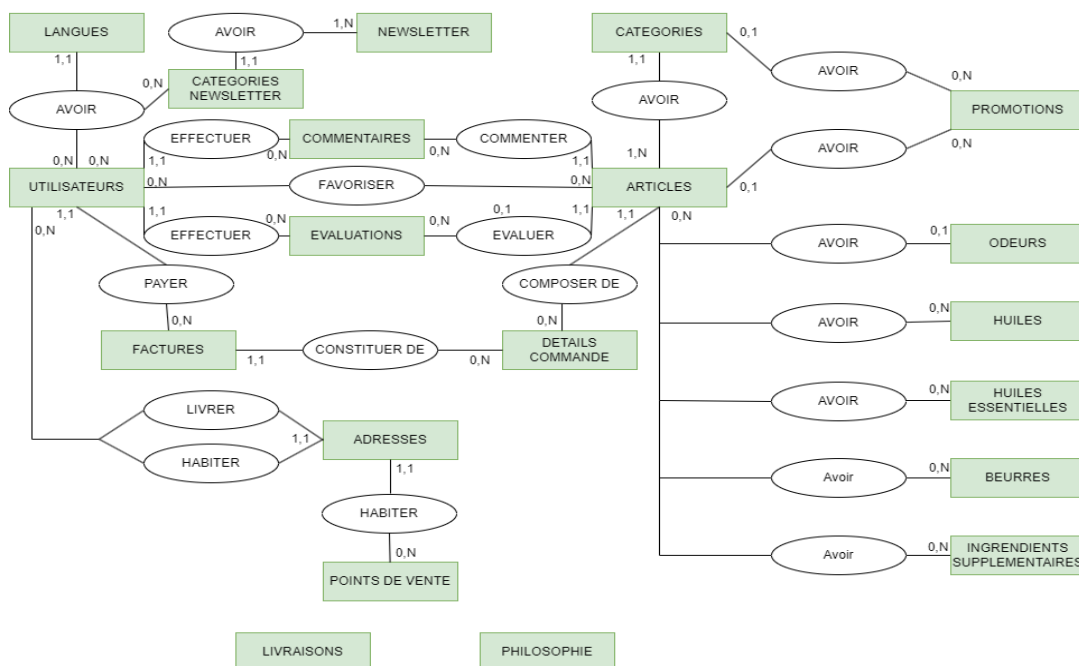 LANGUES
AVOIR
1,N
NEWSLETTER
CATEGORIES
0,N
0,1
1,1
1,1
1,1
AVOIR
0,N
0,N
CATEGORIES
NEWSLETTER
AVOIR
AVOIR
PROMOTIONS
EFFECTUER
COMMENTAIRES
COMMENTER
AVOIR
0,N
0,N
0,N
1,1
0,N
0,N
1,1
1,N
0,N
UTILISATEURS
0,N
FAVORISER
0,N
ARTICLES
0,1
1,1
1,1
0,N
0,1
1,1
1,1
0,N
0,N
EFFECTUER
0,N
EVALUATIONS
0,N
EVALUER
AVOIR
0,1
ODEURS
PAYER
COMPOSER DE
0,N
0,N
AVOIR
0,N
HUILES
FACTURES
1,1
CONSTITUER DE
0,N
DETAILS
COMMANDE
LIVRER
AVOIR
0,N
HUILES
ESSENTIELLES
1,1
ADRESSES
HABITER
1,1
Avoir
0,N
BEURRES
HABITER
0,N
Avoir
0,N
INGRENDIENTS
SUPPLEMENTAIRES
POINTS DE VENTE
LIVRAISONS
PHILOSOPHIE